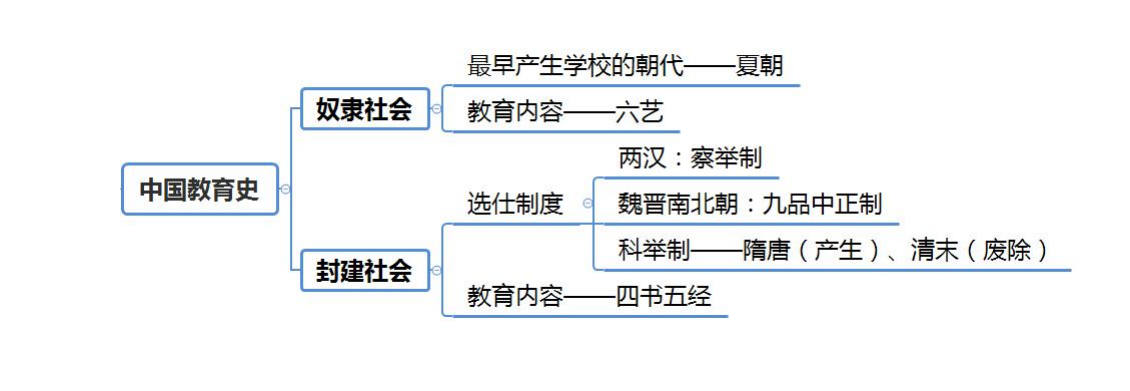 中国教育史
奴隶社会
最早产生学校的朝代——夏朝
教育内容——六艺
封建社会
选仕制度
两汉：察举制
魏晋南北朝：九品中正制
科举制——隋唐（产生）、清末（废除）
教育内容——四书五经